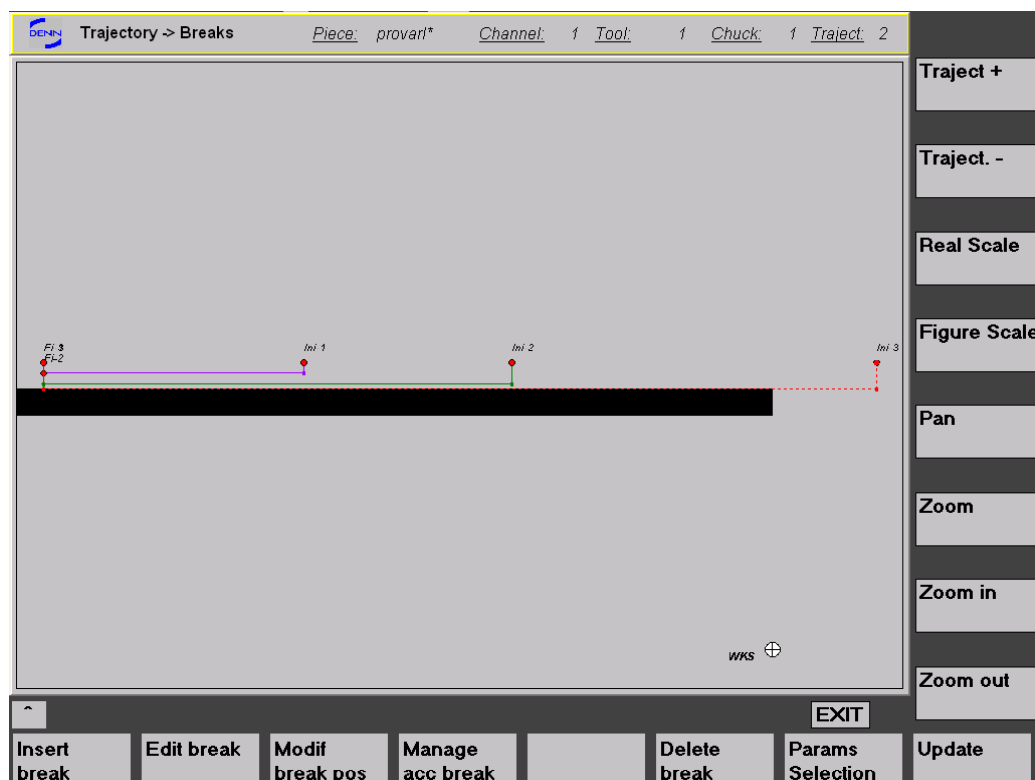 DENN Trajectory -> Breaks Piece: provarl* Channel: 1 Tool: 1 Chuck: 1 Traject: 2
Traject +
Traject. -
Real Scale
Figure Scale
Pan
Zoom
Zoom in
Zoom out
Fi 3
Fi-2
Ini 1
Ini 2
Ini 3
WKS
^
EXIT
Insert
break
Edit break
Modif
break pos
Manage
acc break
Delete
break
Params
Selection
Update